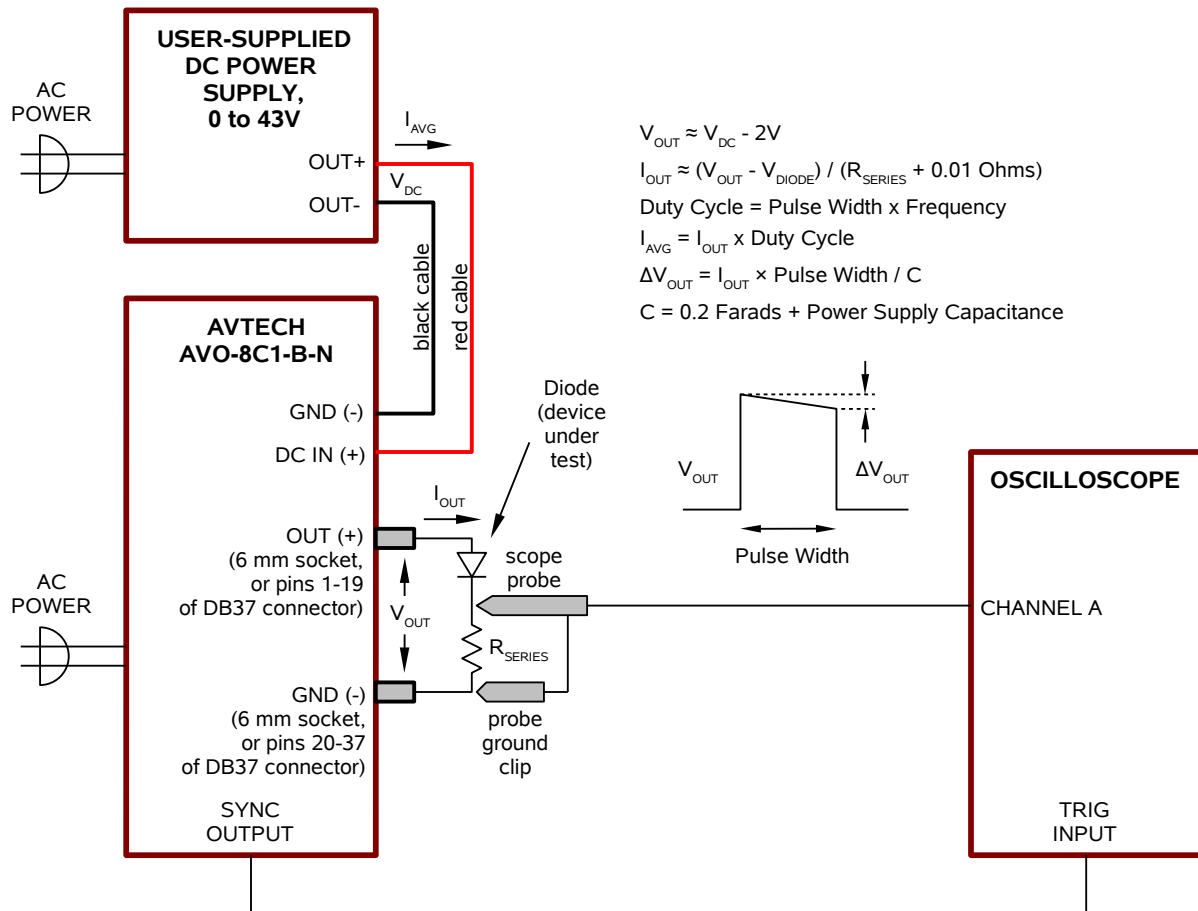 USER-SUPPLIED
DC POWER
SUPPLY,
0 to 43V
AC
POWER
I_AVG
OUT+
V_DC
OUT-
black cable
red cable
V_OUT ≈ V_DC - 2V
I_OUT ≈ (V_OUT - V_DIODE) / (R_SERIES + 0.01 Ohms)
Duty Cycle = Pulse Width x Frequency
I_AVG = I_OUT x Duty Cycle
ΔV_OUT = I_OUT × Pulse Width / C
C = 0.2 Farads + Power Supply Capacitance
AVTECH
AVO-8C1-B-N
GND (-)
DC IN (+)
Diode
(device
under
test)
I_OUT
OUT (+)
(6 mm socket,
or pins 1-19
of DB37 connector)
V_OUT
scope
probe
R_SERIES
AC
POWER
GND (-)
(6 mm socket,
or pins 20-37
of DB37 connector)
probe
ground
clip
SYNC
OUTPUT
V_OUT
ΔV_OUT
Pulse Width
OSCILLOSCOPE
CHANNEL A
TRIG
INPUT